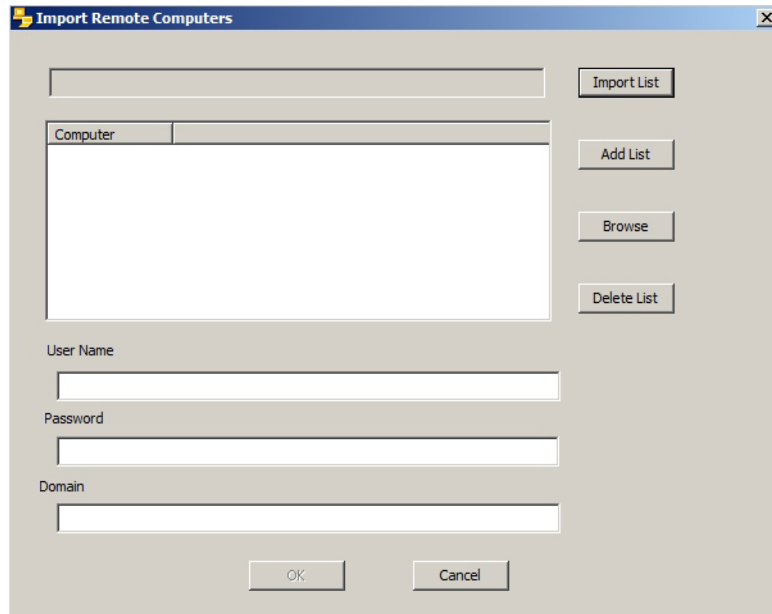 Import Remote Computers
Import List
Computer
Add List
Browse
Delete List
User Name
Password
Domain
OK
Cancel